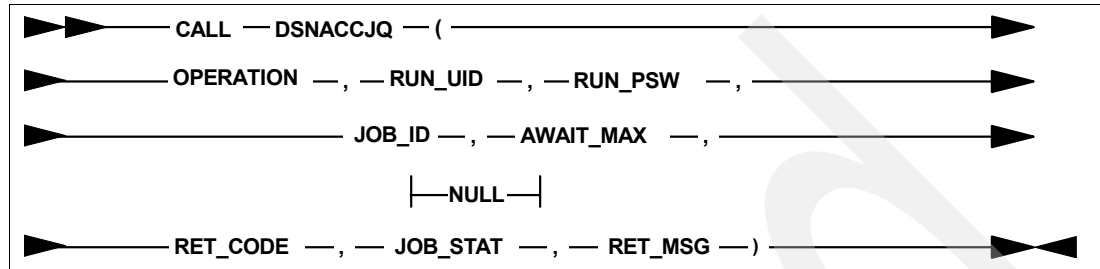 CALL DSNACCJQ (
OPERATION , RUN_UID , RUN_PSW ,
JOB_ID , AWAIT_MAX ,
NULL
RET_CODE , JOB_STAT , RET_MSG )